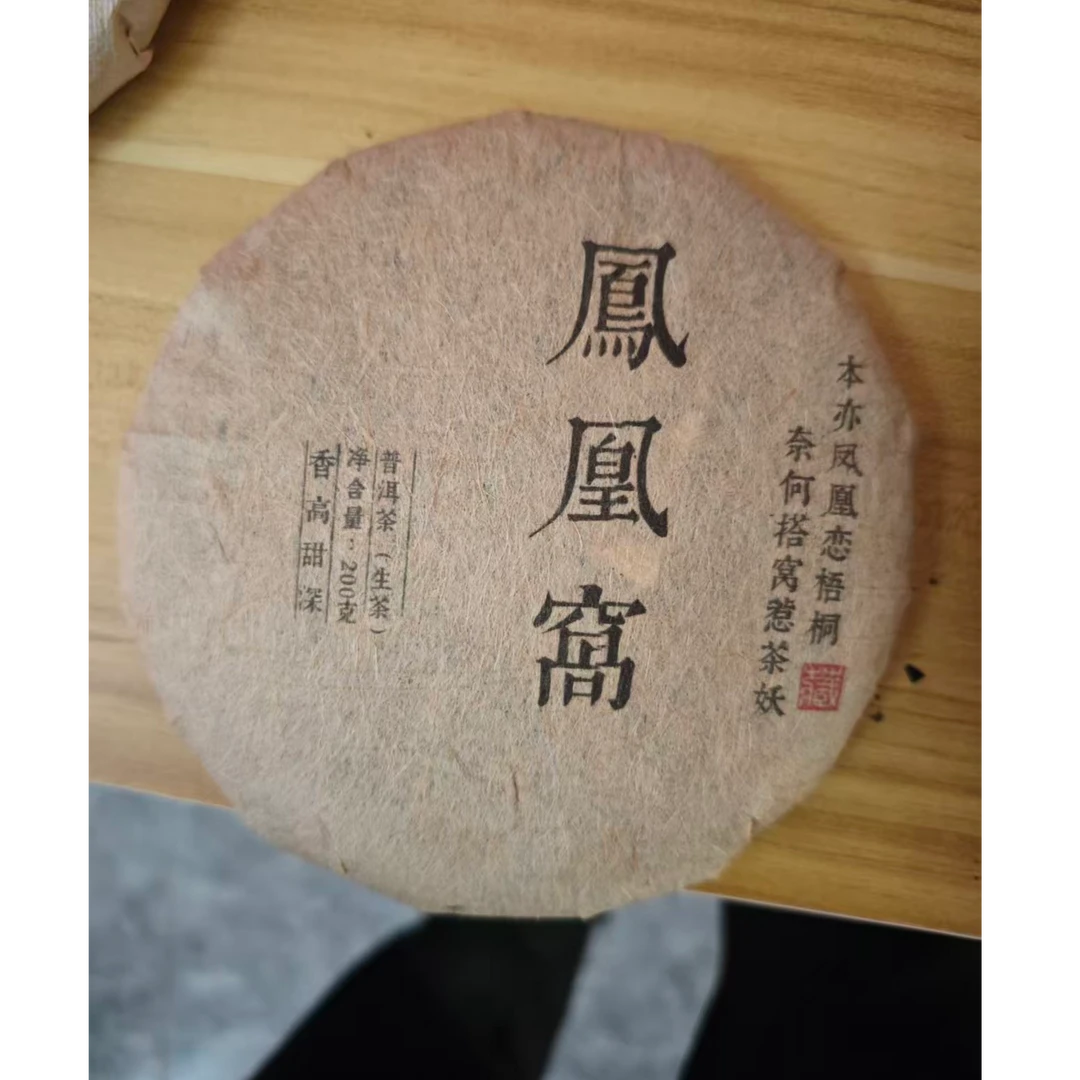 本亦凤凰恋梧桐
奈何搭窝惹茶妖
鳳凰窩
普洱茶（生茶）
净含量：200克
香高甜深